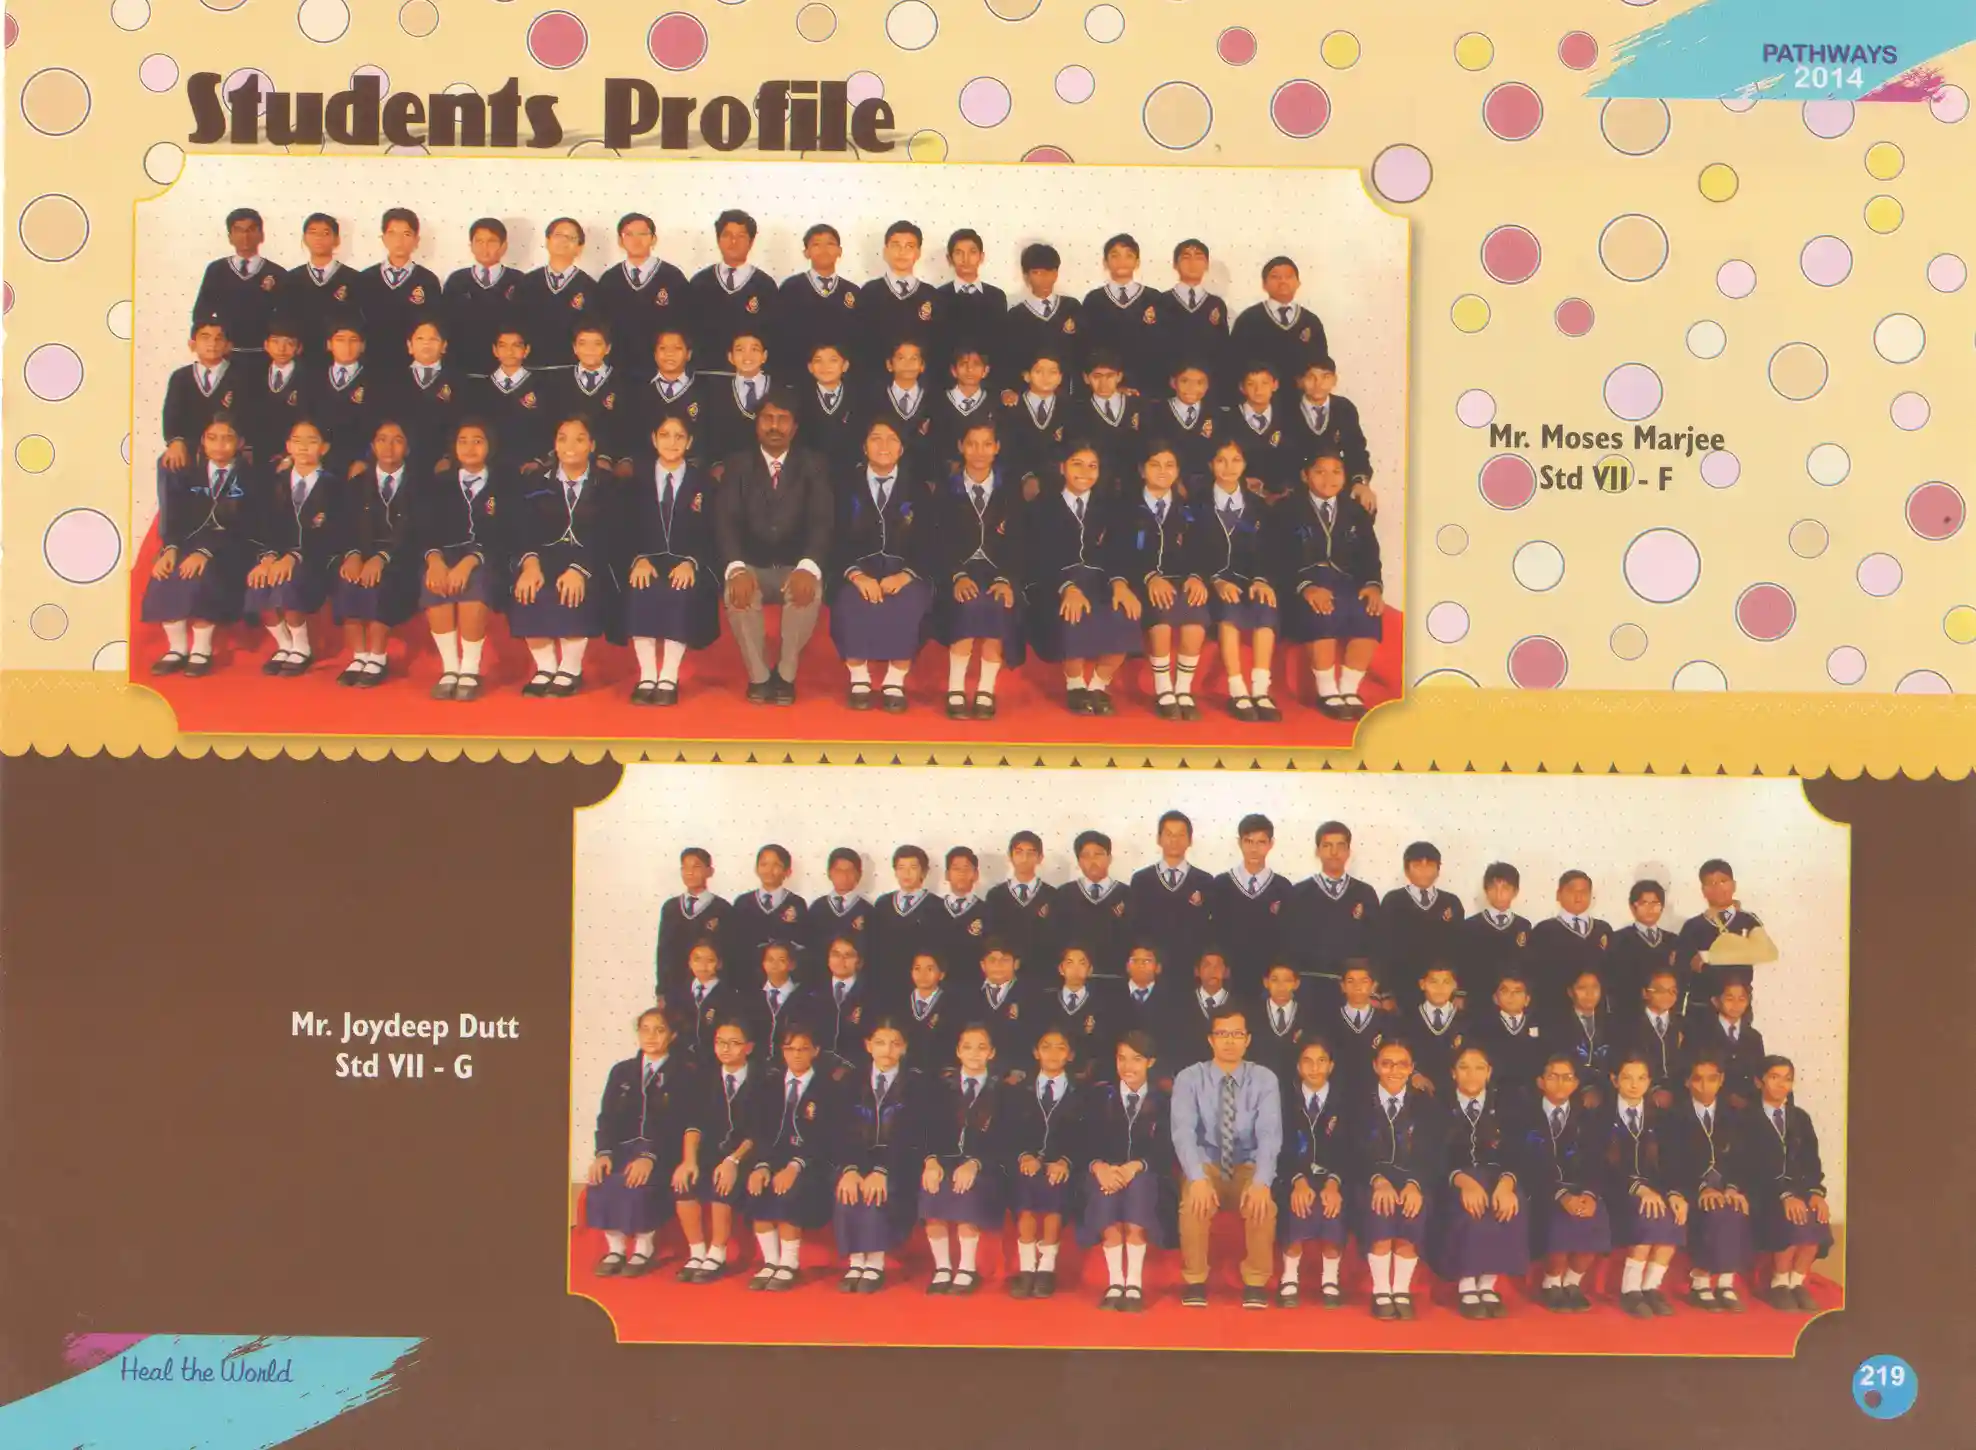 PATHWAYS
2014
Students Profile
Mr. Moses Marjee
Std VII - F
Mr. Joydeep Dutt
Std VII - G
Heal the World
219